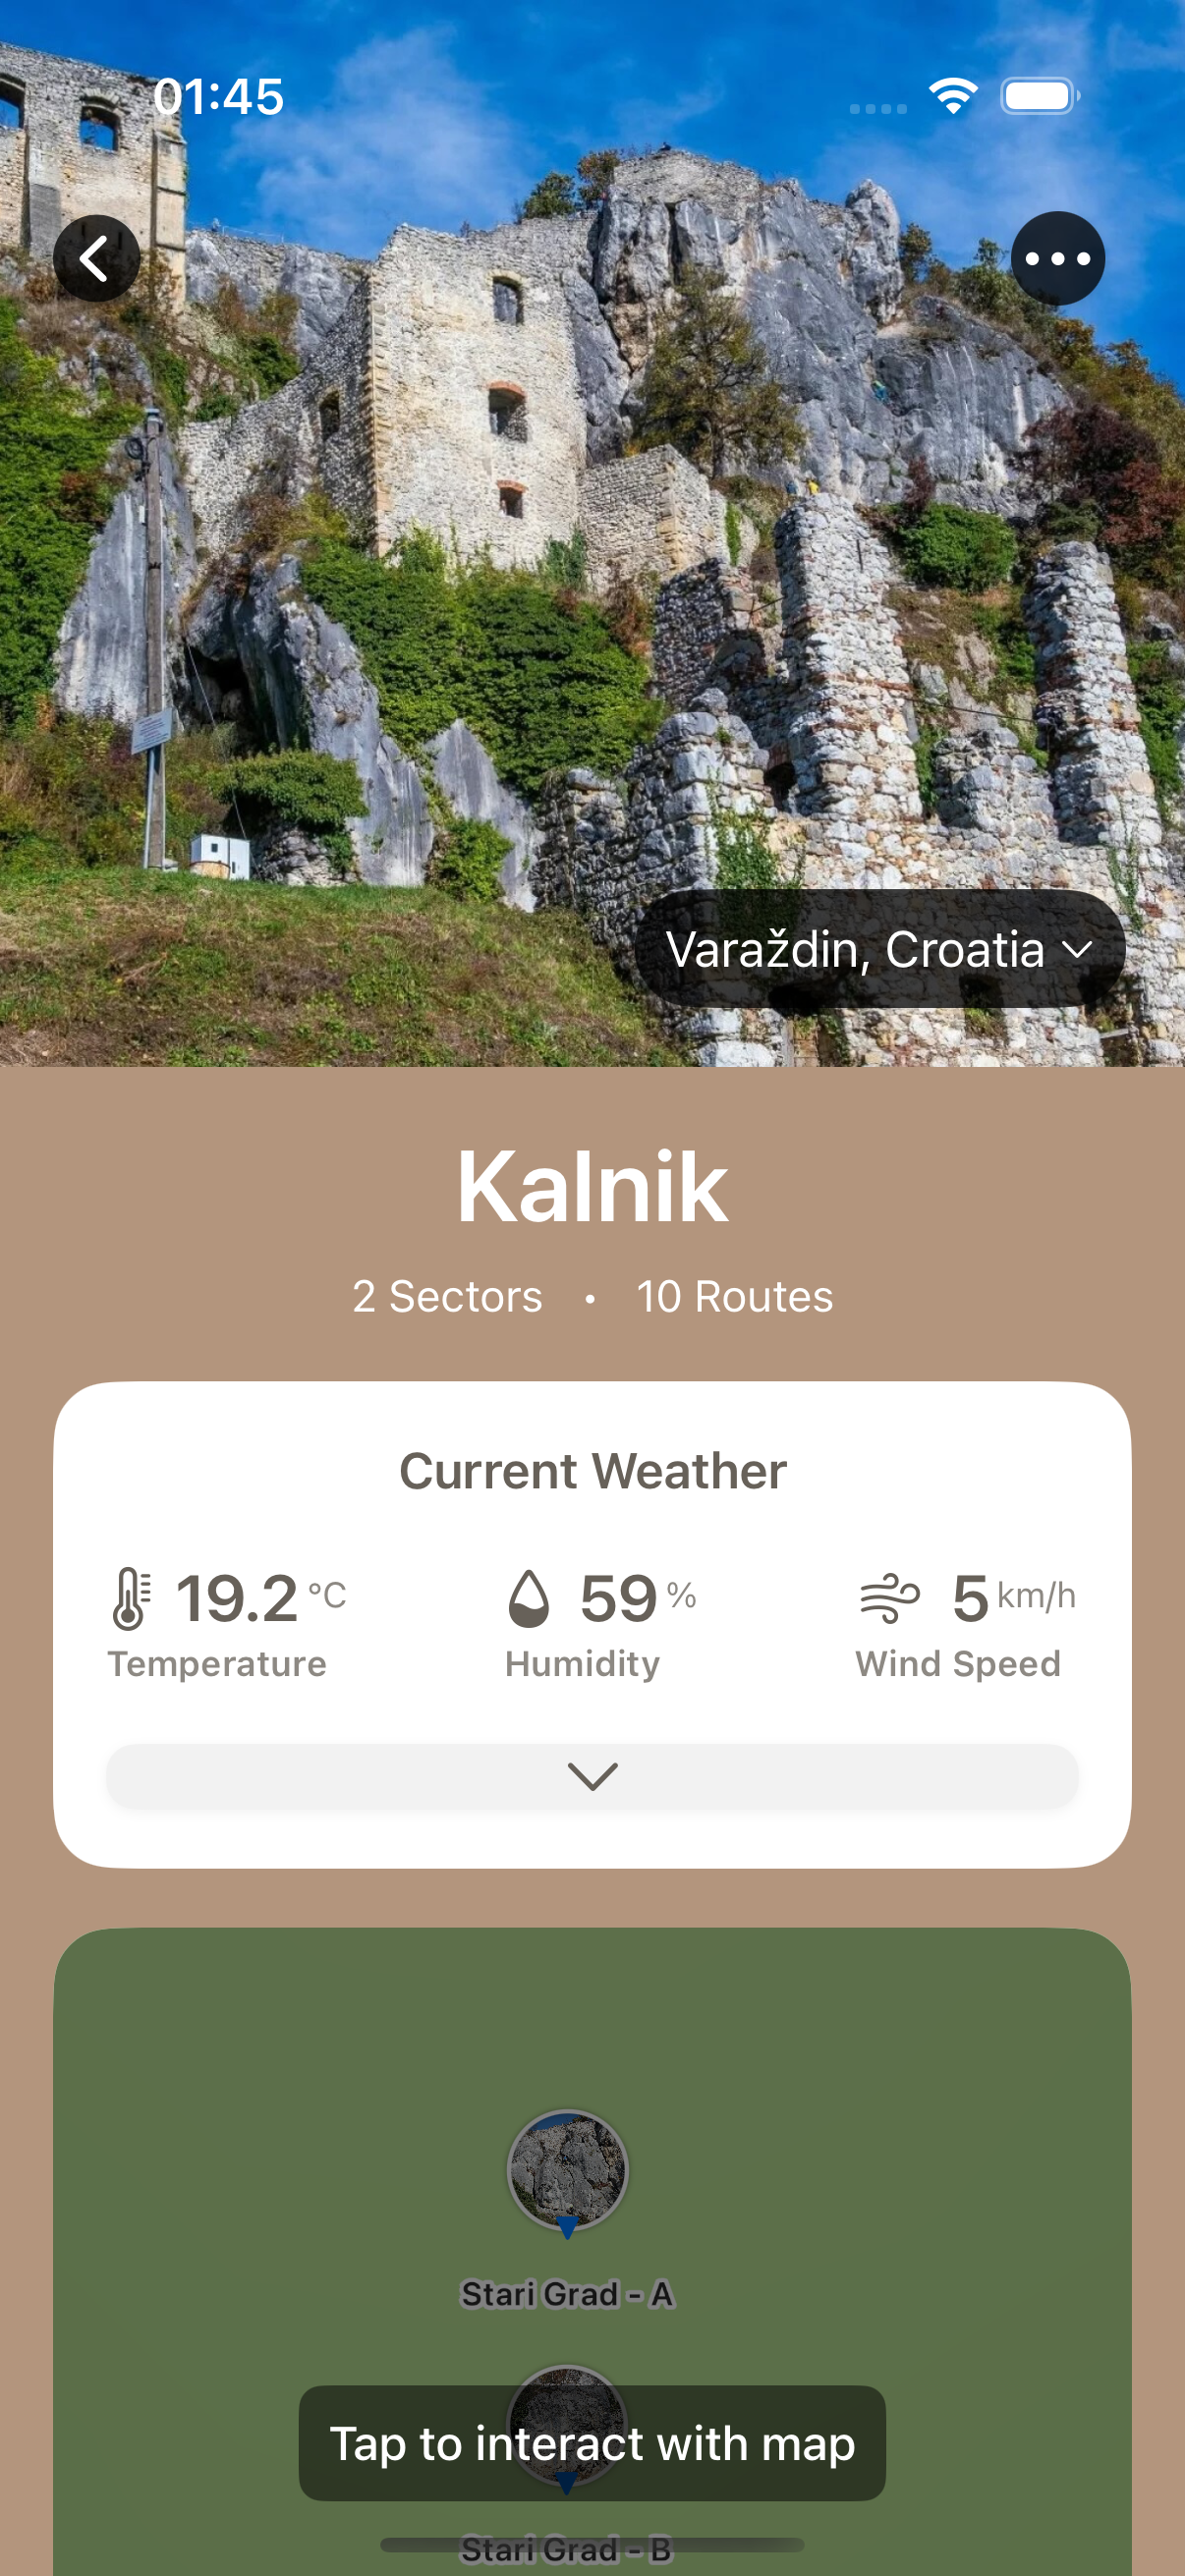 01:45
Varaždin, Croatia
Kalnik
2 Sectors • 10 Routes
Current Weather
19.2 °C 59 % 5 km/h
Temperature Humidity Wind Speed
Stari Grad - A
Tap to interact with map
Stari Grad - B